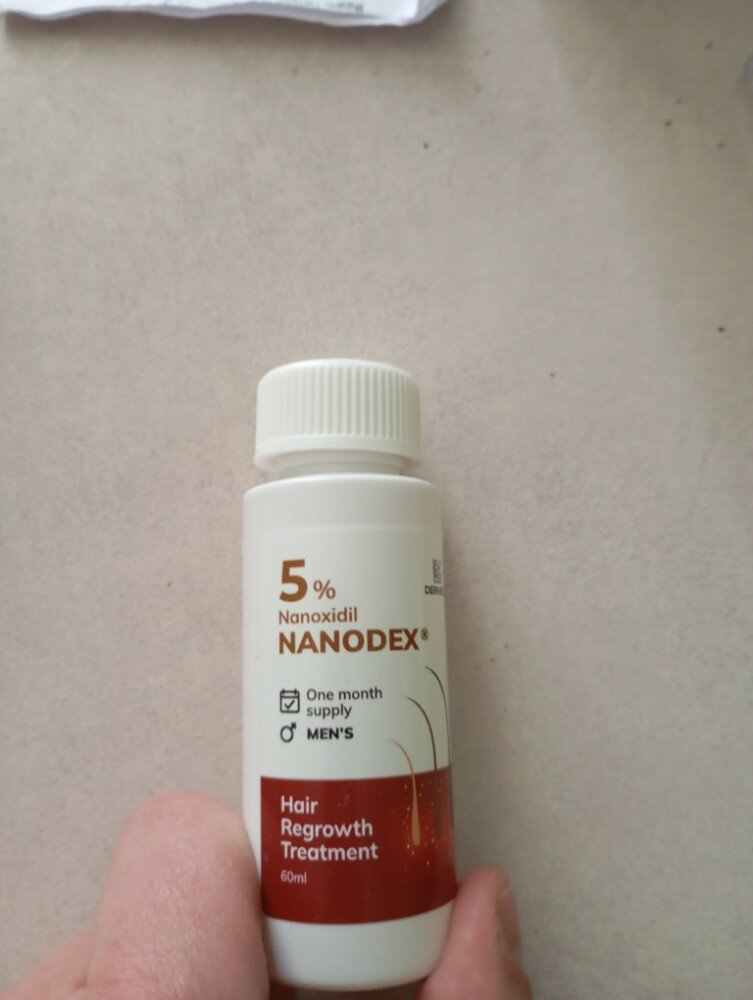 5%
Nanoxidil
NANODEX®
One month
supply
MEN'S
Hair
Regrowth
Treatment
60ml